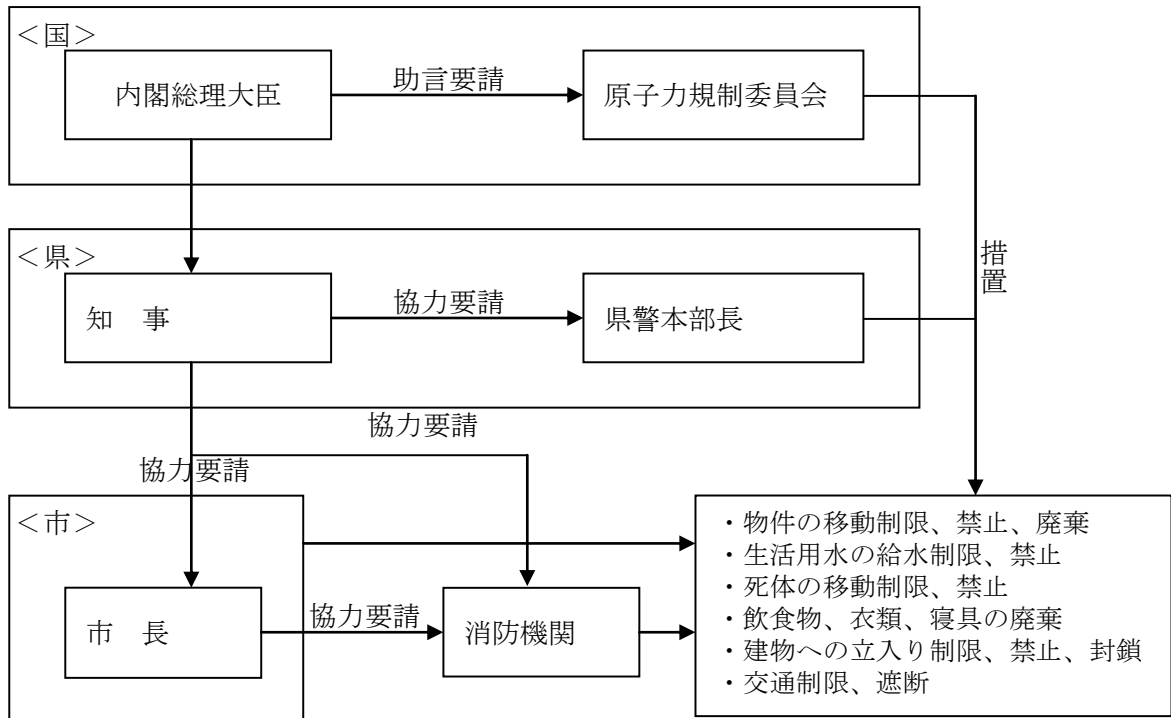 ＜国＞
内閣総理大臣
助言要請
原子力規制委員会
＜県＞
知　事
協力要請
県警本部長
措置
協力要請
協力要請
＜市＞
市　長
協力要請
消防機関
・物件の移動制限、禁止、廃棄
・生活用水の給水制限、禁止
・死体の移動制限、禁止
・飲食物、衣類、寝具の廃棄
・建物への立入り制限、禁止、封鎖
・交通制限、遮断